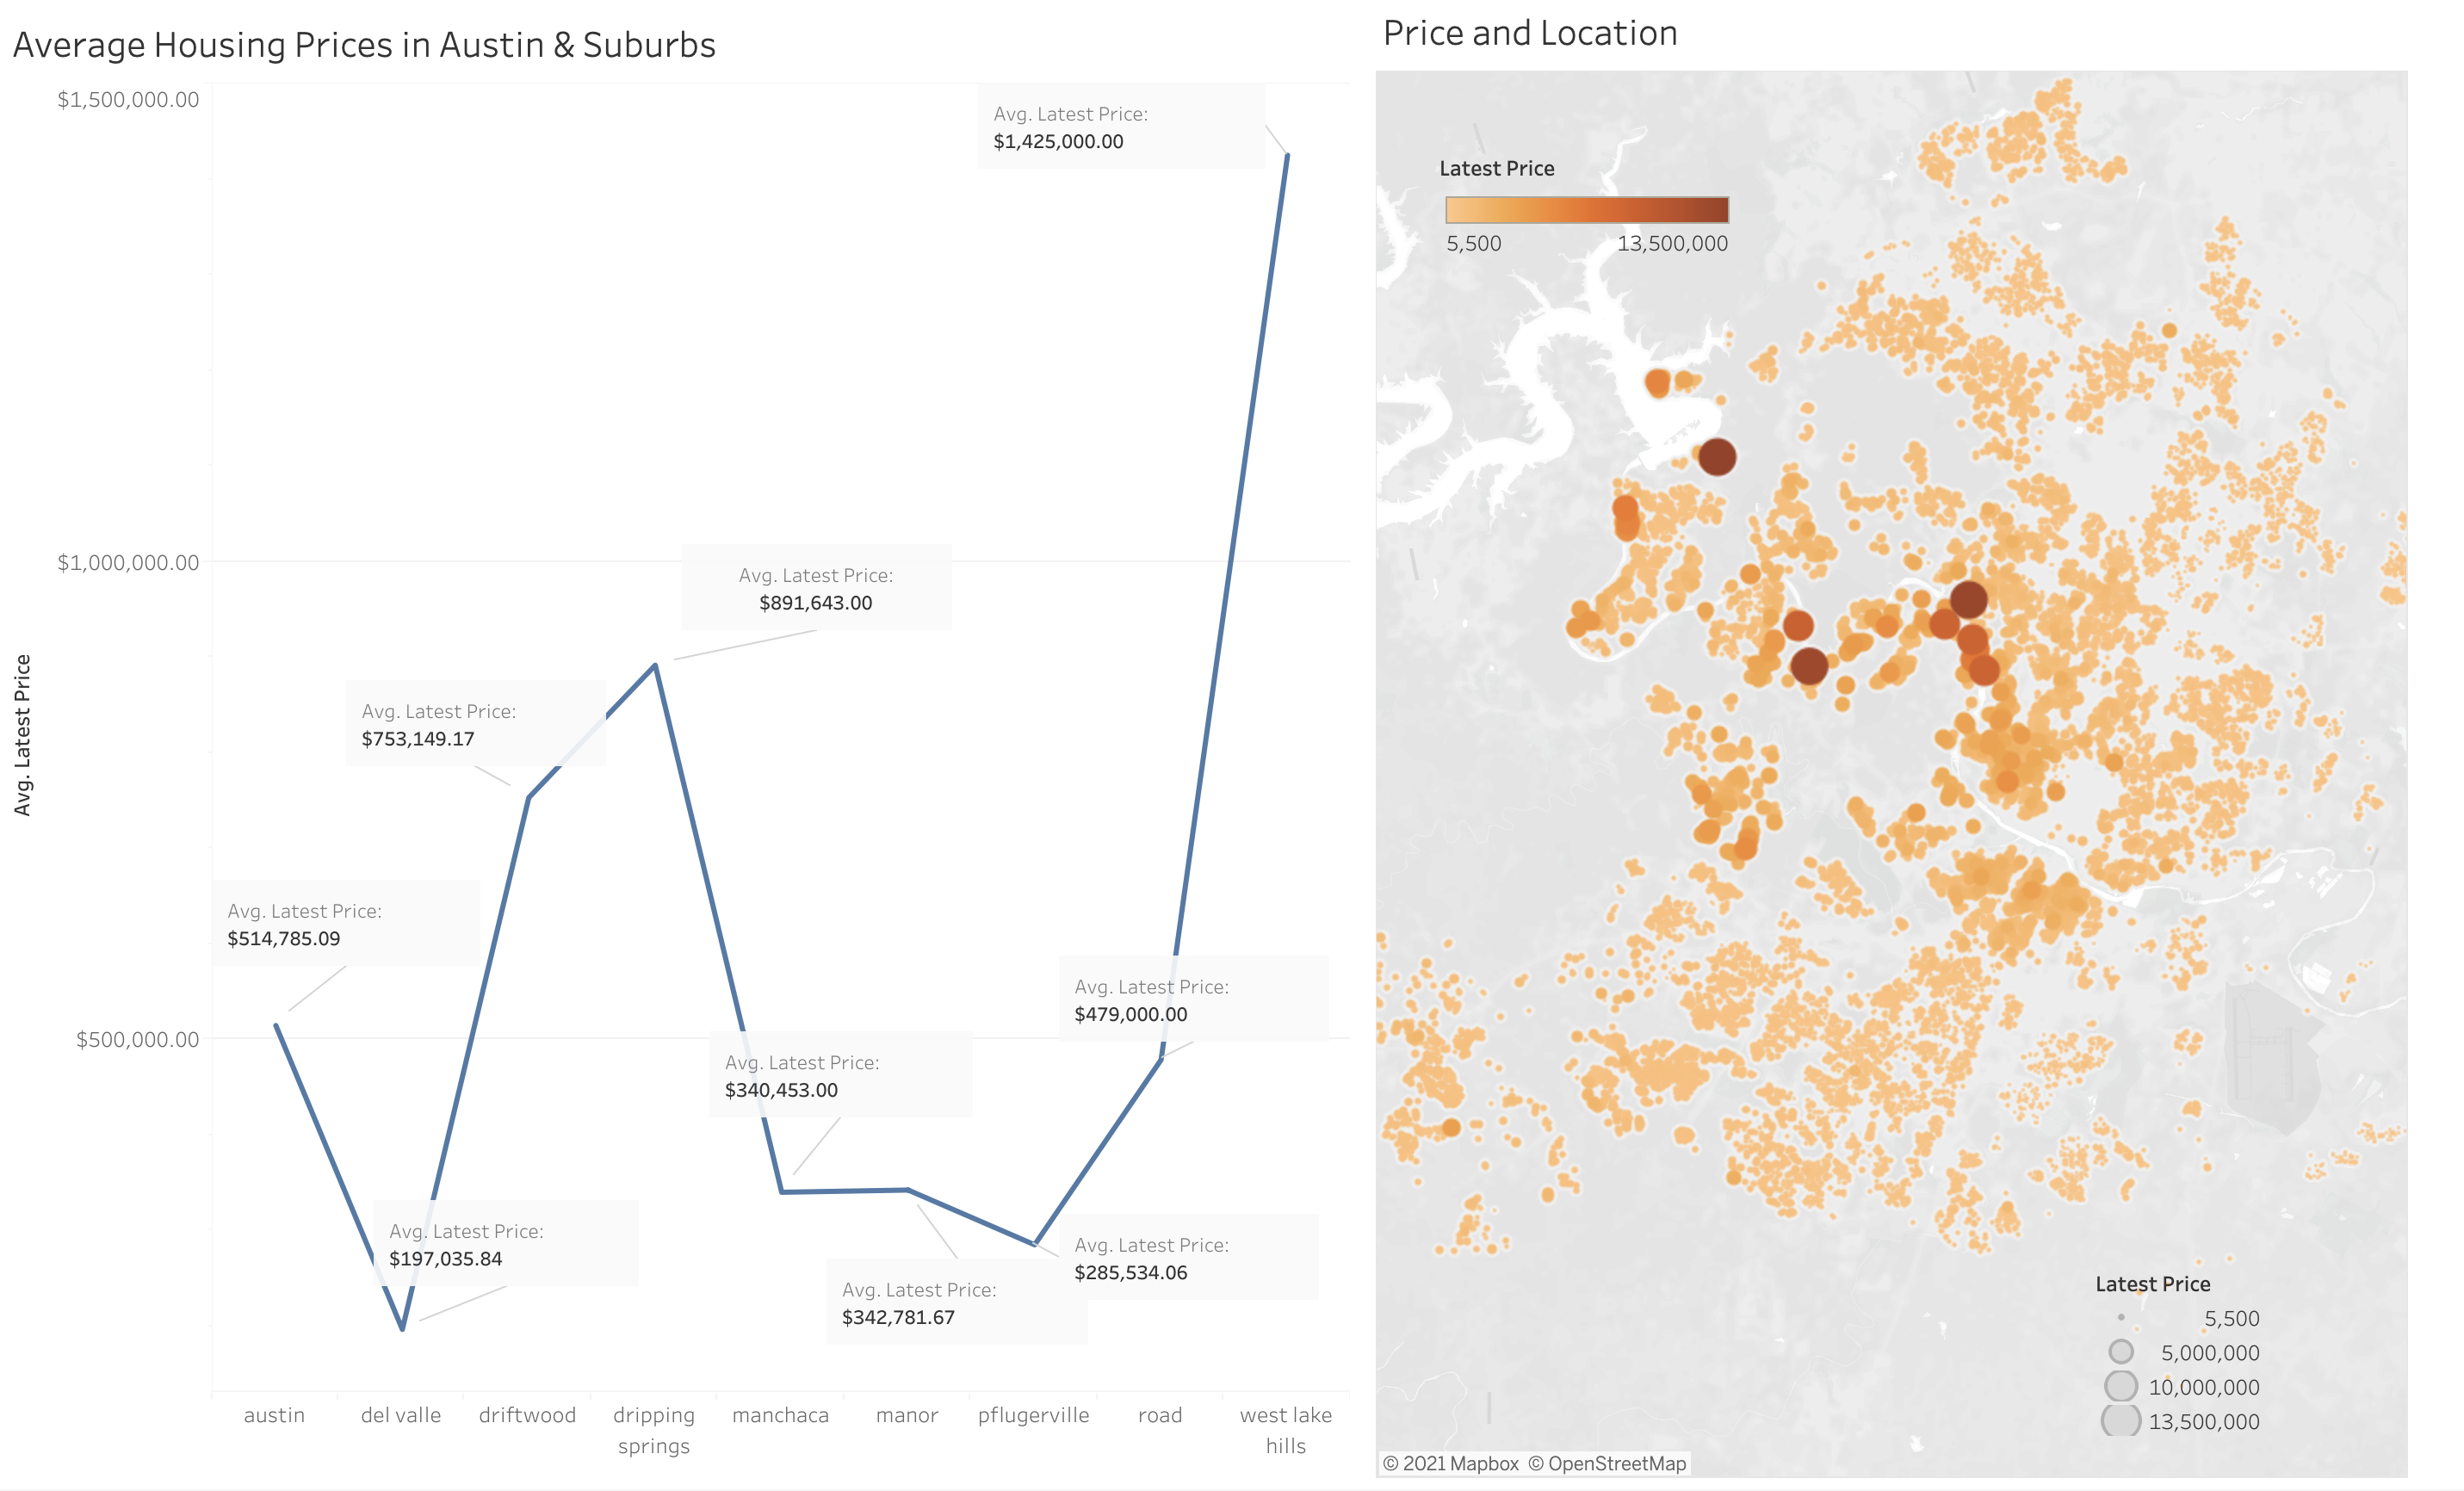 Average Housing Prices in Austin & Suburbs
Avg. Latest Price
$1,500,000.00
$1,000,000.00
$500,000.00
Avg. Latest Price:
$514,785.09
Avg. Latest Price:
$197,035.84
Avg. Latest Price:
$753,149.17
Avg. Latest Price:
$891,643.00
Avg. Latest Price:
$340,453.00
Avg. Latest Price:
$342,781.67
Avg. Latest Price:
$285,534.06
Avg. Latest Price:
$479,000.00
Avg. Latest Price:
$1,425,000.00
austin
del valle
driftwood
dripping
springs
manchaca
manor
pflugerville
road
west lake
hills
Price and Location
Latest Price
5,500 13,500,000
Latest Price
5,500
5,000,000
10,000,000
13,500,000
© 2021 Mapbox © OpenStreetMap